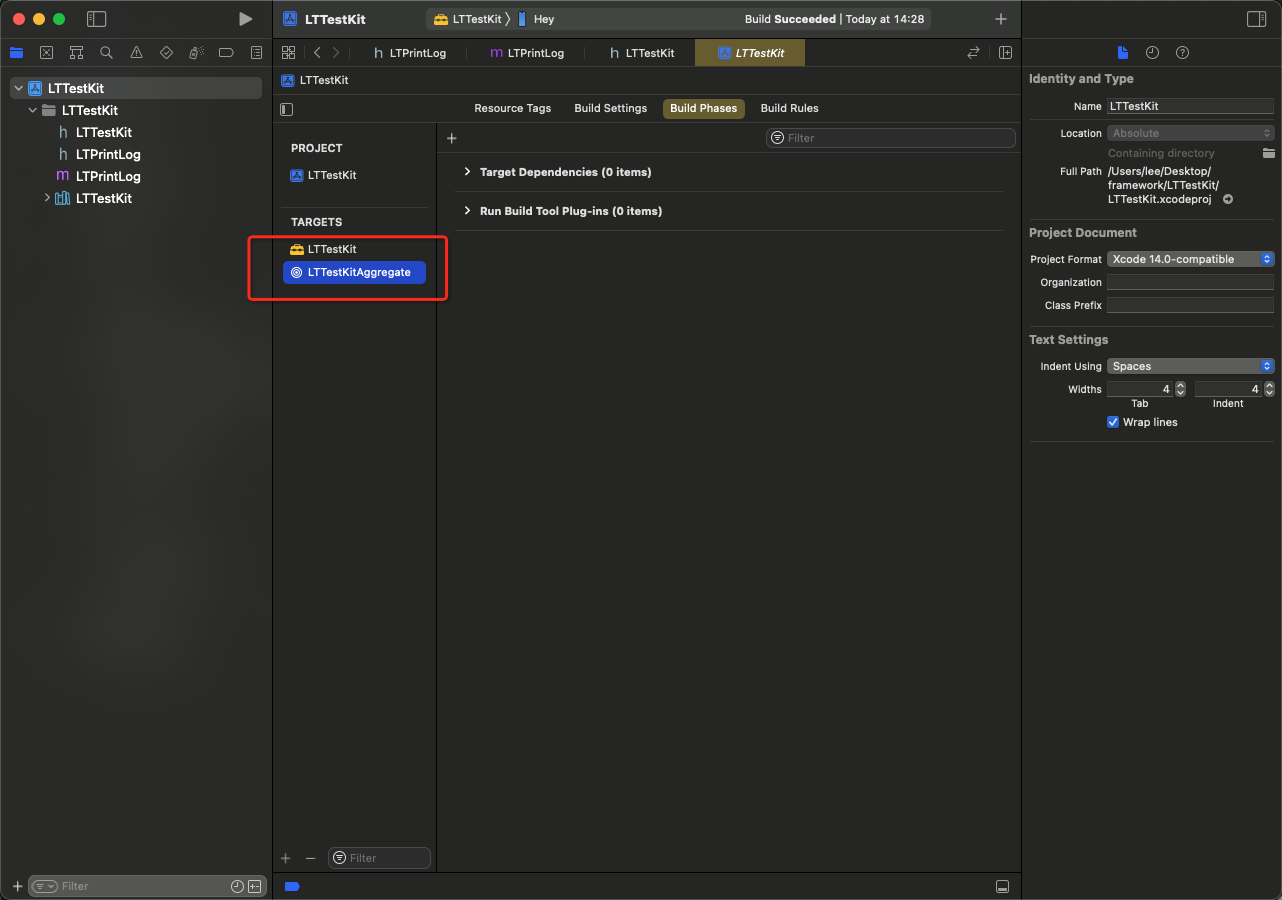 LTTestKit
LTTestKit
Hey
Build Succeeded | Today at 14:28
h LTPrintLog
m LTPrintLog
h LTTestKit
LTTestKit
LTTestKit
LTTestKit
h LTTestKit
h LTPrintLog
m LTPrintLog
LTTestKit
Filter
LTTestKit
Resource Tags
Build Settings
Build Phases
Build Rules
PROJECT
LTTestKit
TARGETS
LTTestKit
LTTestKitAggregate
Filter
Filter
Target Dependencies (0 items)
Run Build Tool Plug-ins (0 items)
Identity and Type
Name LTTestKit
Location Absolute
Containing directory
Full Path /Users/lee/Desktop/
framework/LTTestKit/
LTTestKit.xcodeproj
Project Document
Project Format Xcode 14.0-compatible
Organization
Class Prefix
Text Settings
Indent Using Spaces
Widths 4 4
Tab Indent
Wrap lines